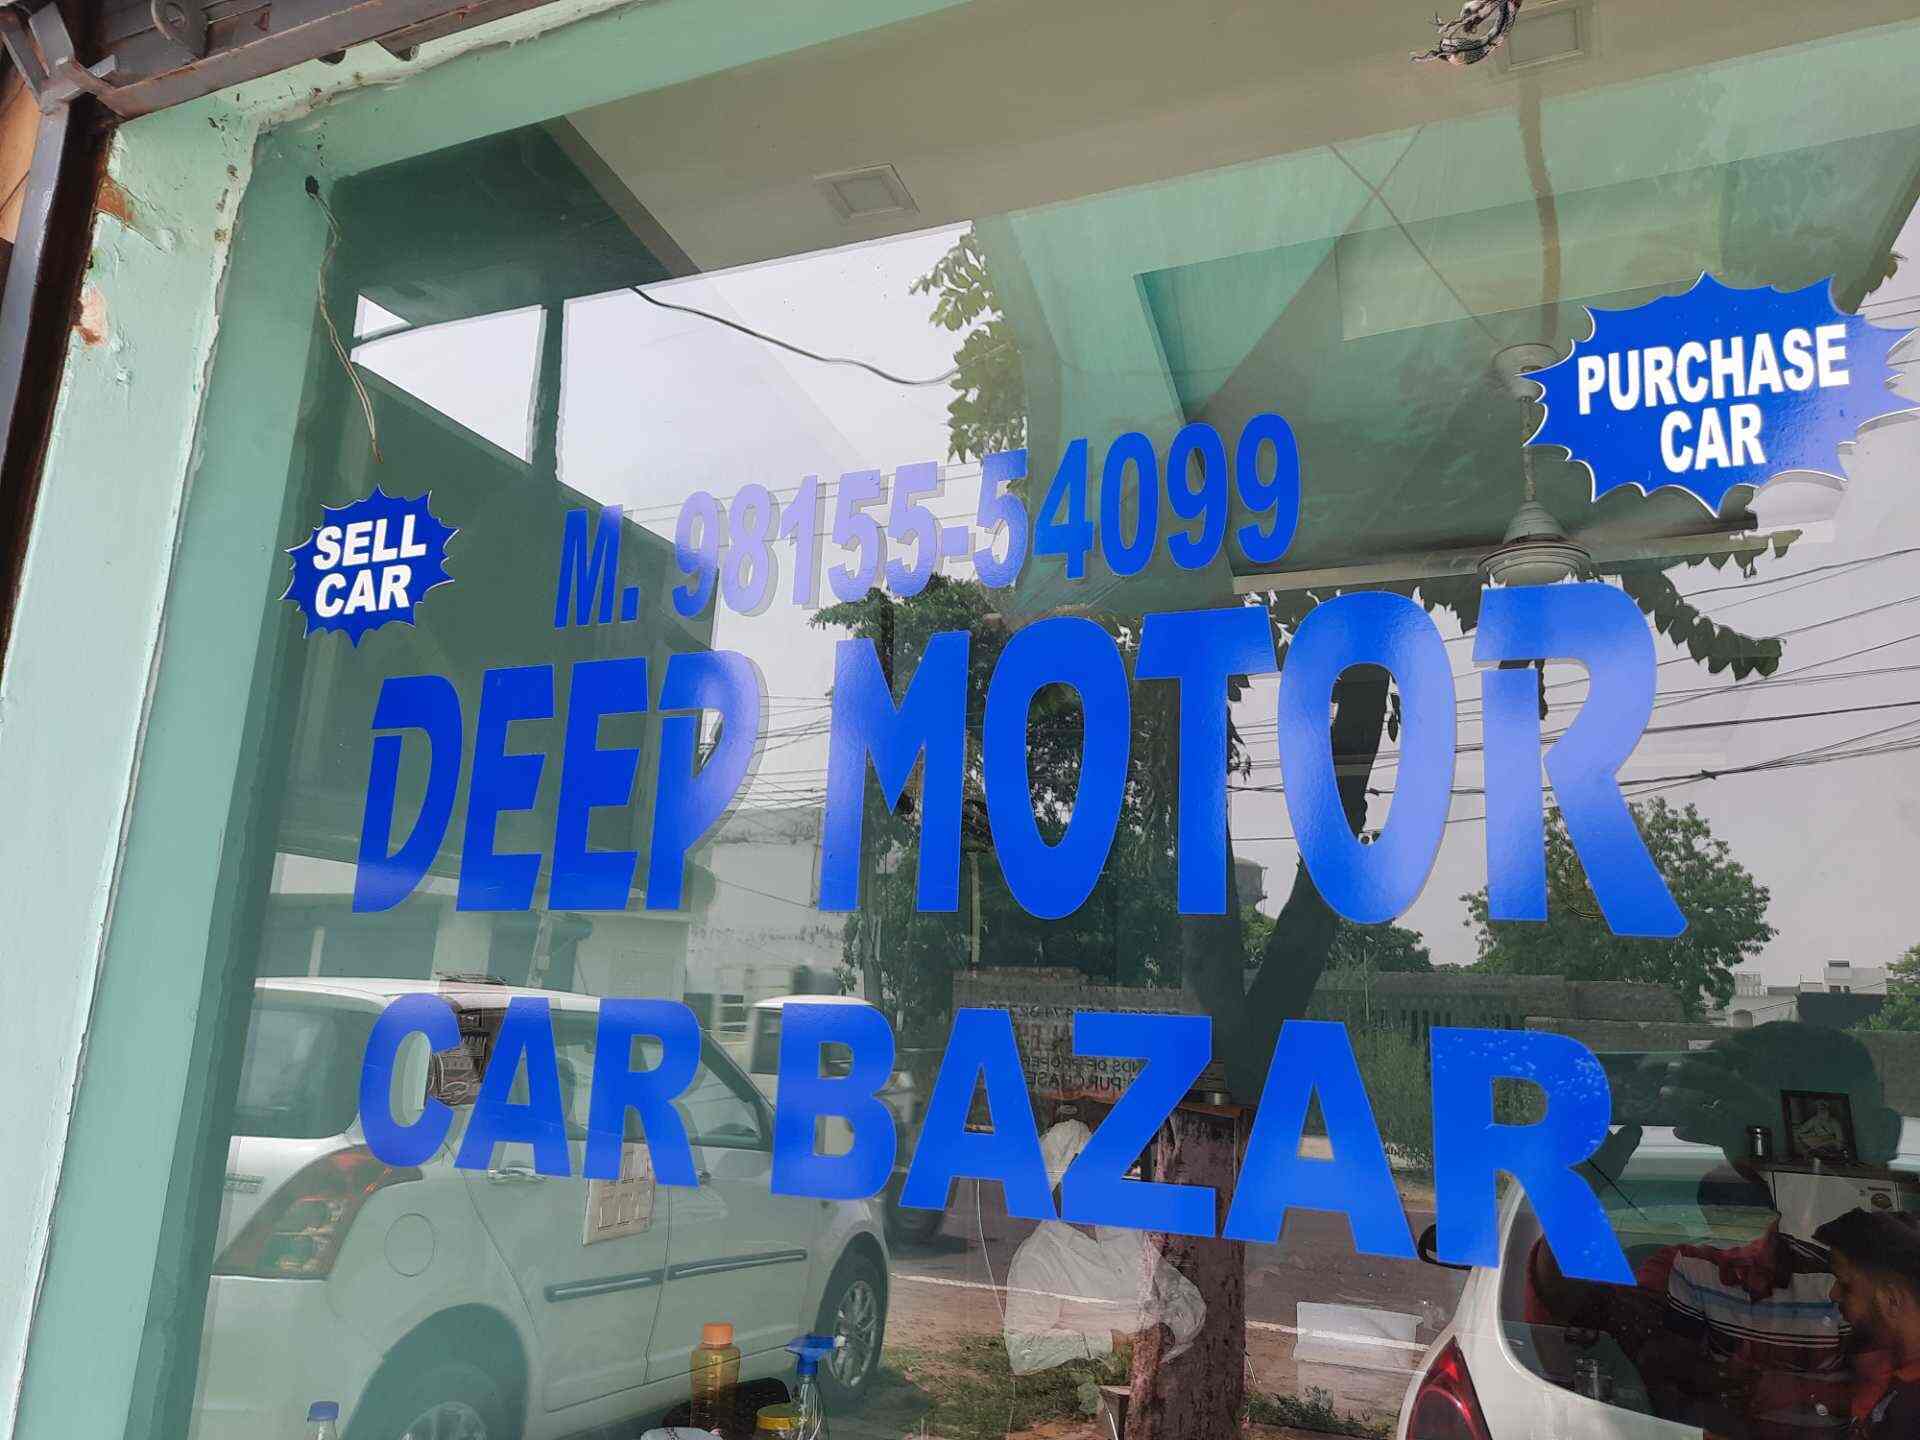 PURCHASE
CAR
SELL
CAR
M. 98155-54099
DEEP MOTOR
CAR BAZAR